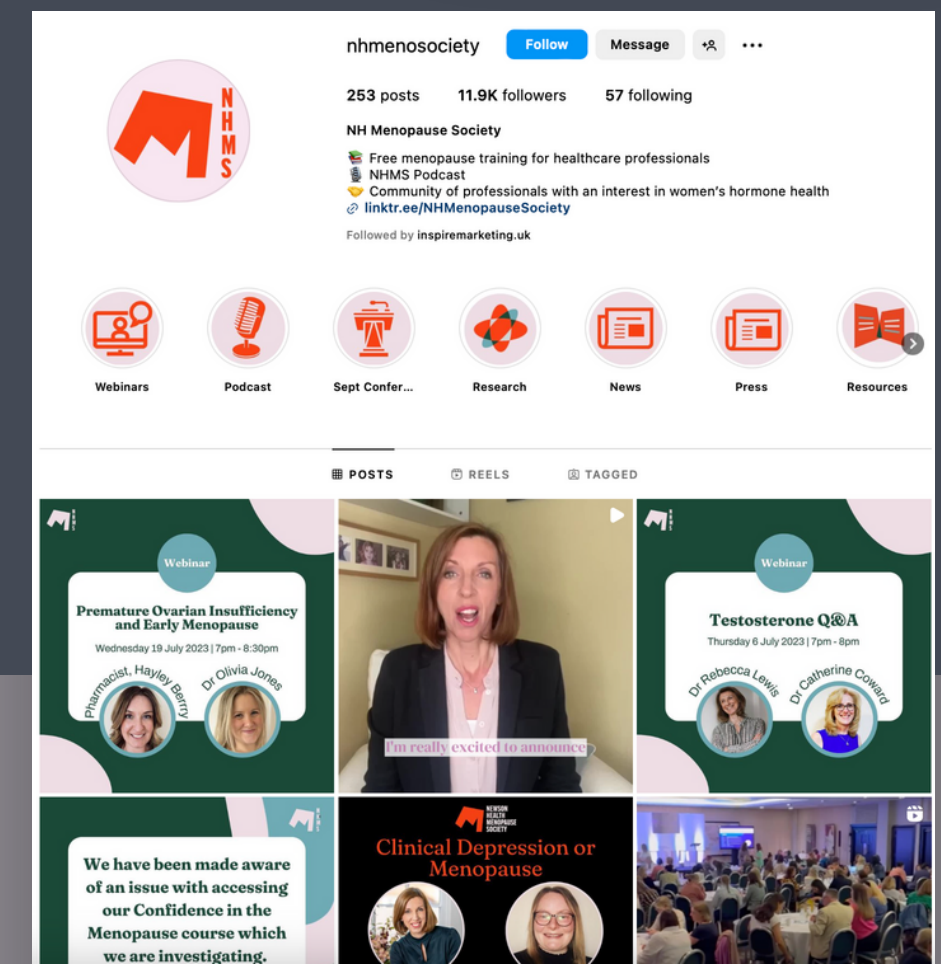 nhmenosociety
Follow
Message
253 posts
11.9K followers
57 following
NHMS
NH Menopause Society
Free menopause training for healthcare professionals
NHMS Podcast
Community of professionals with an interest in women's hormone health
linktr.ee/NHMenopauseSociety
Followed by inspiremarketing.uk
Webinars
Podcast
Sept Confer...
Research
News
Press
Resources
POSTS
REELS
TAGGED
NHMS
Webinar
Premature Ovarian Insufficiency
and Early Menopause
Wednesday 19 July 2023 | 7pm - 8:30pm
Pharmacist, Hayley Berrry
Dr Olivia Jones
I'm really excited to announce
NHMS
Webinar
Testosterone Q&A
Thursday 6 July 2023 | 7pm - 8pm
Dr Rebecca Lewis
Dr Catherine Coward
NHMS
We have been made aware
of an issue with accessing
our Confidence in the
Menopause course which
we are investigating.
NEWSON
HEALTH
MENOPAUSE
SOCIETY
Clinical Depression or
Menopause